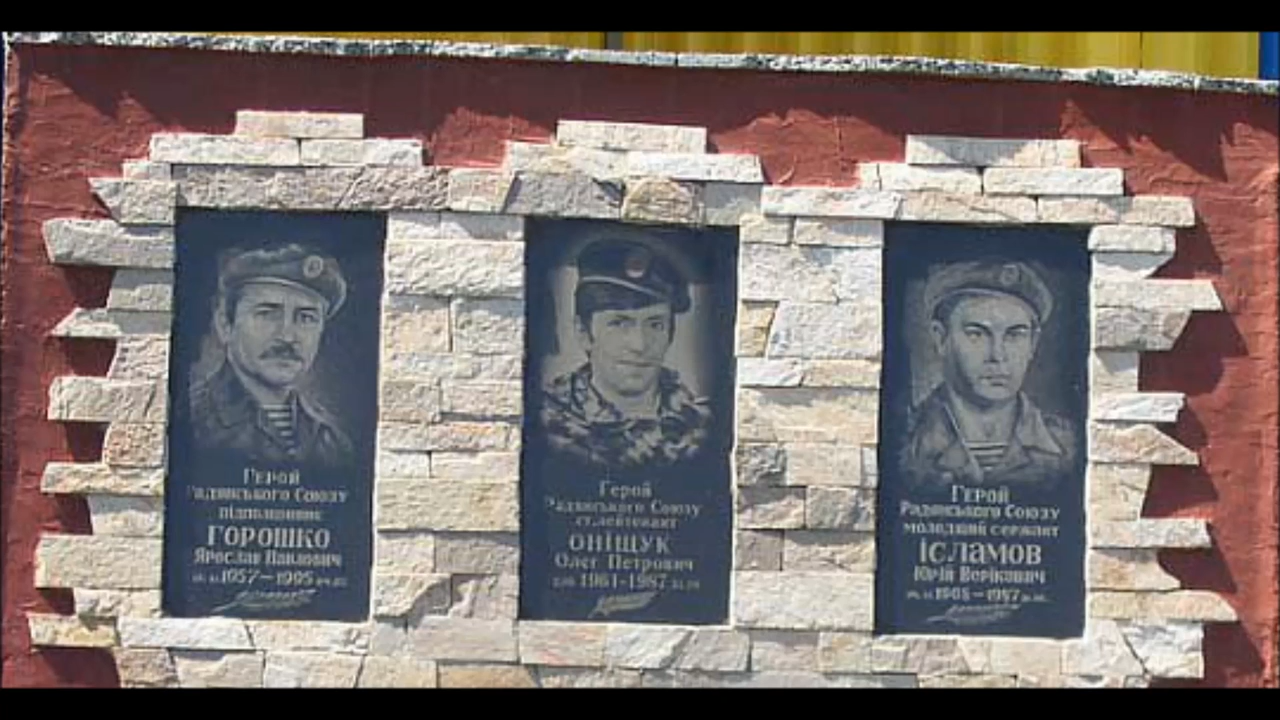 Герой
Радянського Союзу
підполковник
ГОРОШКО
Ярослав Павлович
1957–1995
Герой
Радянського Союзу
ст.лейтенант
ОНІЩУК
Олег Петрович
1961-1987
Герой
Радянського Союзу
молодший сержант
ІСЛАМОВ
Юрій Верікович
1968–1987